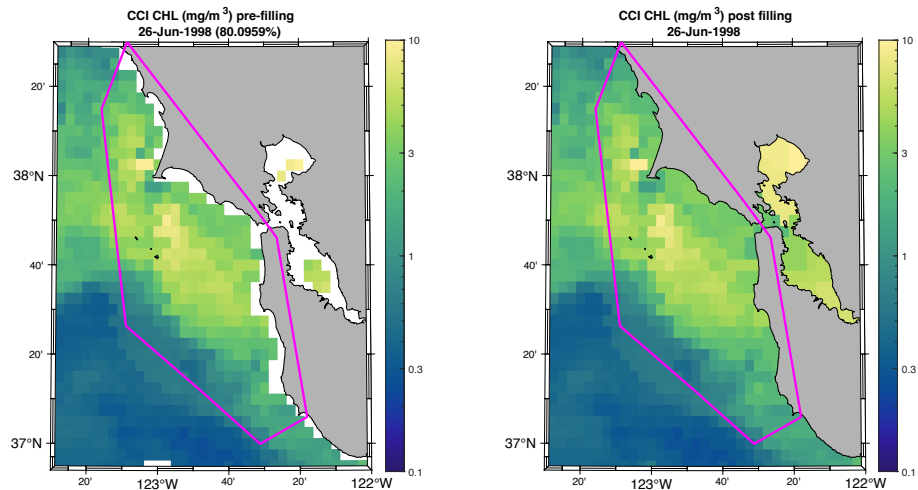 CCI CHL (mg/m³) pre-filling
26-Jun-1998 (80.0959%)
20'
38°N
40'
20'
37°N
20'
123°W
40'
20'
122°W
10
3
1
0.3
0.1
CCI CHL (mg/m³) post filling
26-Jun-1998
20'
38°N
40'
20'
37°N
20'
123°W
40'
20'
122°W
10
3
1
0.3
0.1